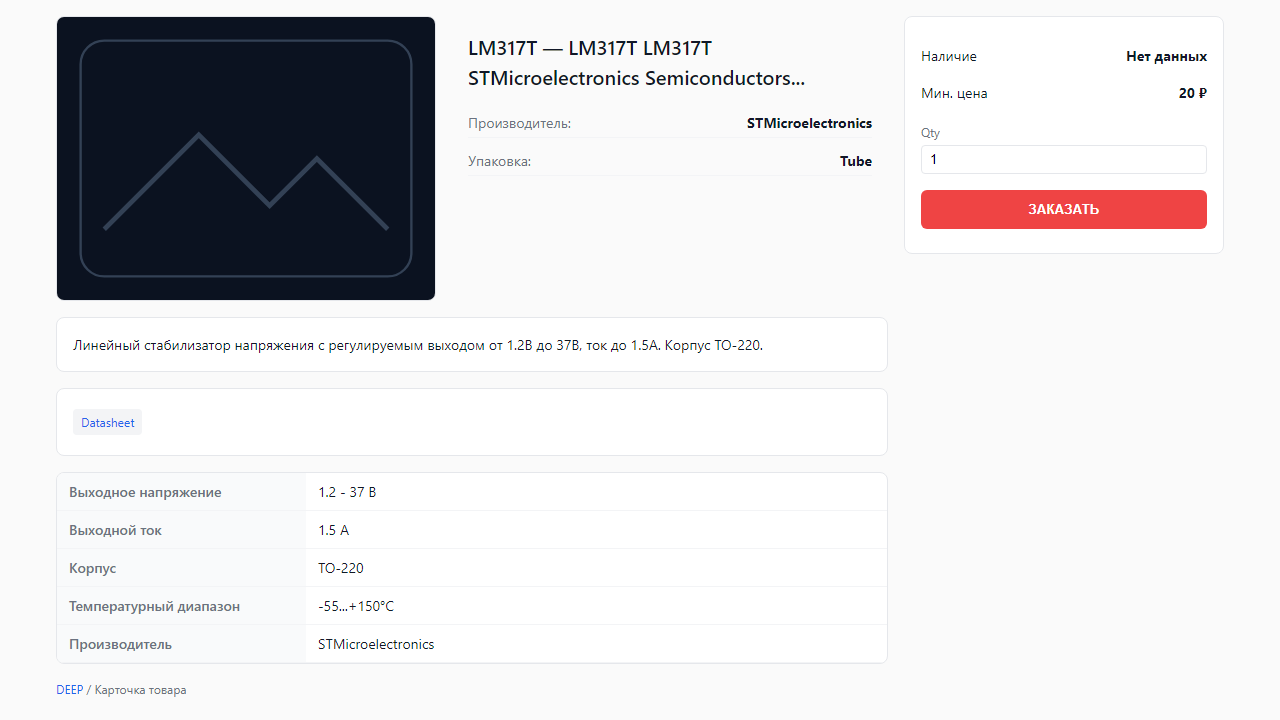 LM317T — LM317T LM317T
STMicroelectronics Semiconductors...
Производитель: STMicroelectronics
Упаковка: Tube
Наличие Нет данных
Мин. цена 20 ₽
Qty
1
ЗАКАЗАТЬ
Линейный стабилизатор напряжения с регулируемым выходом от 1.2В до 37В, ток до 1.5А. Корпус TO-220.
Datasheet
Выходное напряжение 1.2 - 37 В
Выходной ток 1.5 А
Корпус TO-220
Температурный диапазон -55...+150°C
Производитель STMicroelectronics
DEEP / Карточка товара